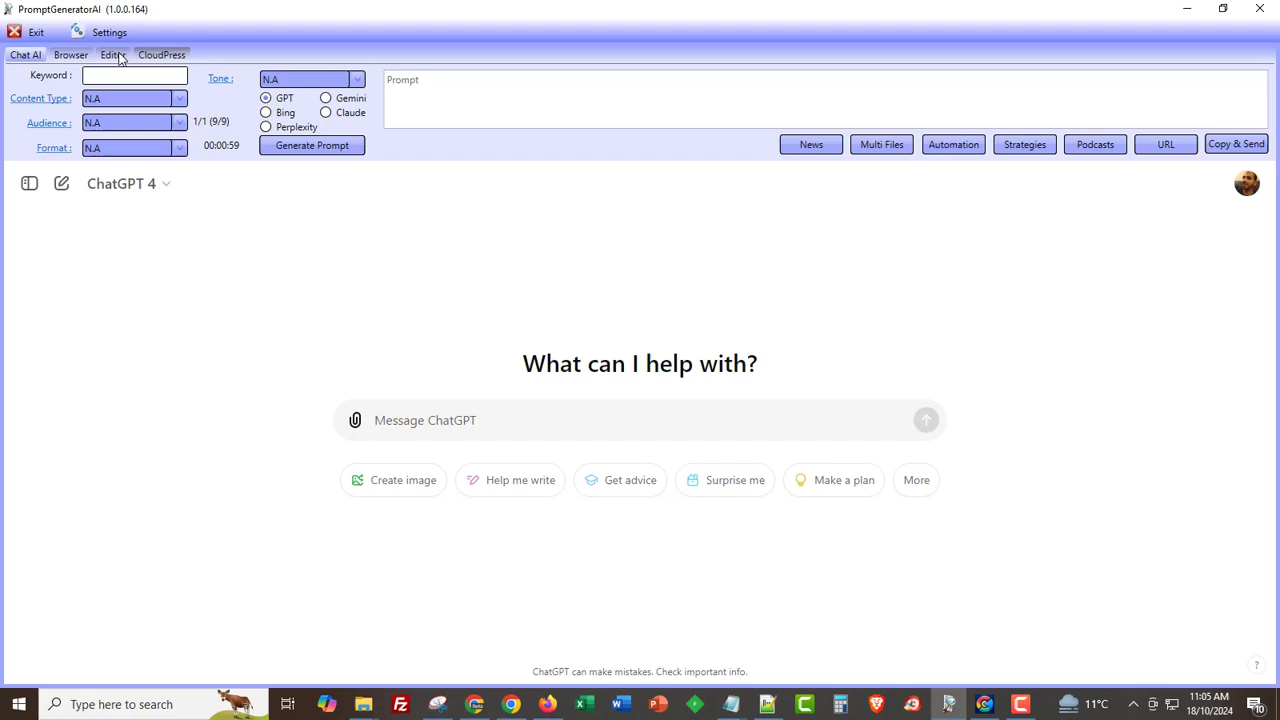 PromptGeneratorAI (1.0.0.164)
Exit Settings
Chat AI Browser Editor CloudPress
Keyword : Tone : N.A Prompt
Content Type : N.A GPT Gemini
Bing Claude
Audience : N.A 1/1 (9/9) Perplexity
Format : N.A 00:00:59 Generate Prompt News Multi Files Automation Strategies Podcasts URL Copy & Send
ChatGPT 4
What can I help with?
Message ChatGPT
Create image Help me write Get advice Surprise me Make a plan More
ChatGPT can make mistakes. Check important info.
?
Type here to search 11°C 11:05 AM
18/10/2024